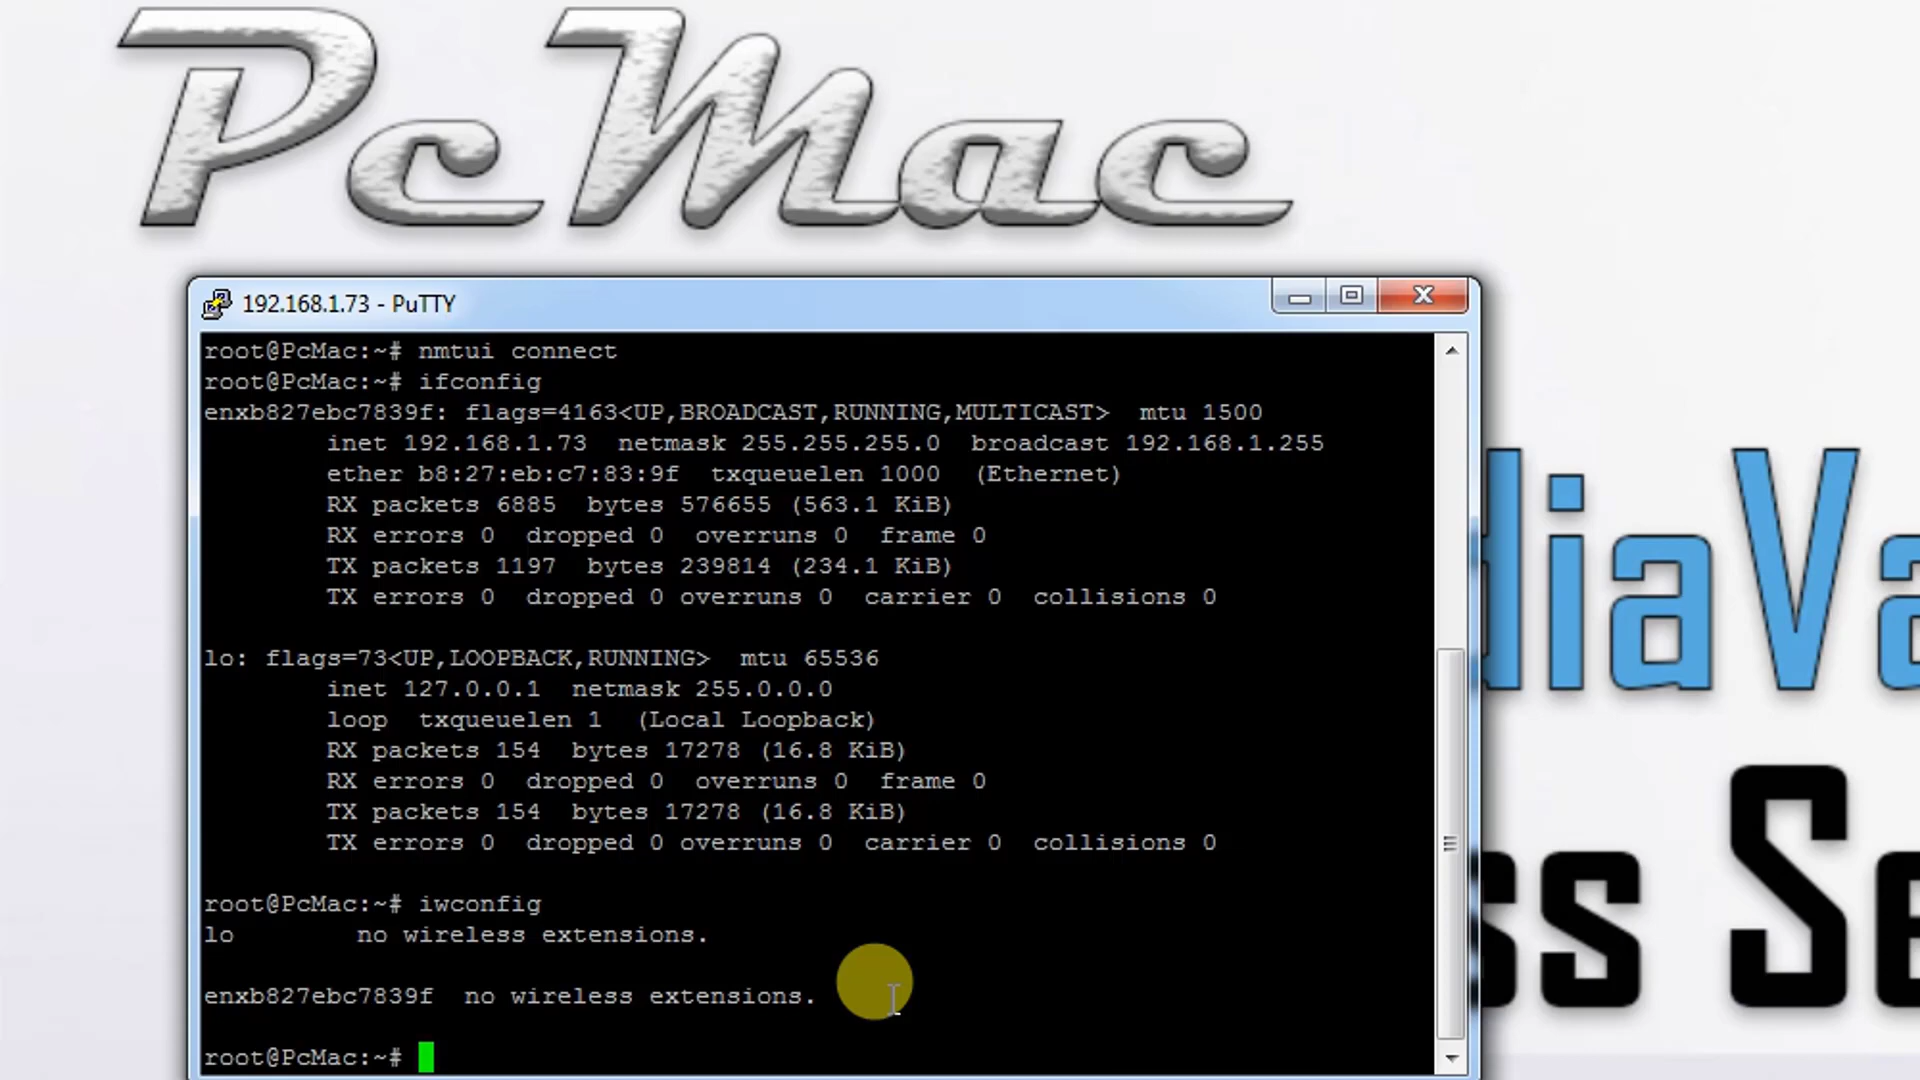 PcMac
192.168.1.73 - PuTTY
root@PcMac:~# nmtui connect
root@PcMac:~# ifconfig
enxb827ebc7839f: flags=4163<UP,BROADCAST,RUNNING,MULTICAST>  mtu 1500
        inet 192.168.1.73  netmask 255.255.255.0  broadcast 192.168.1.255
        ether b8:27:eb:c7:83:9f  txqueuelen 1000  (Ethernet)
        RX packets 6885  bytes 576655 (563.1 KiB)
        RX errors 0  dropped 0  overruns 0  frame 0
        TX packets 1197  bytes 239814 (234.1 KiB)
        TX errors 0  dropped 0 overruns 0  carrier 0  collisions 0
lo: flags=73<UP,LOOPBACK,RUNNING>  mtu 65536
        inet 127.0.0.1  netmask 255.0.0.0
        loop  txqueuelen 1  (Local Loopback)
        RX packets 154  bytes 17278 (16.8 KiB)
        RX errors 0  dropped 0  overruns 0  frame 0
        TX packets 154  bytes 17278 (16.8 KiB)
        TX errors 0  dropped 0 overruns 0  carrier 0  collisions 0
root@PcMac:~# iwconfig
lo        no wireless extensions.
enxb827ebc7839f  no wireless extensions.
root@PcMac:~#
diaVa
ss S